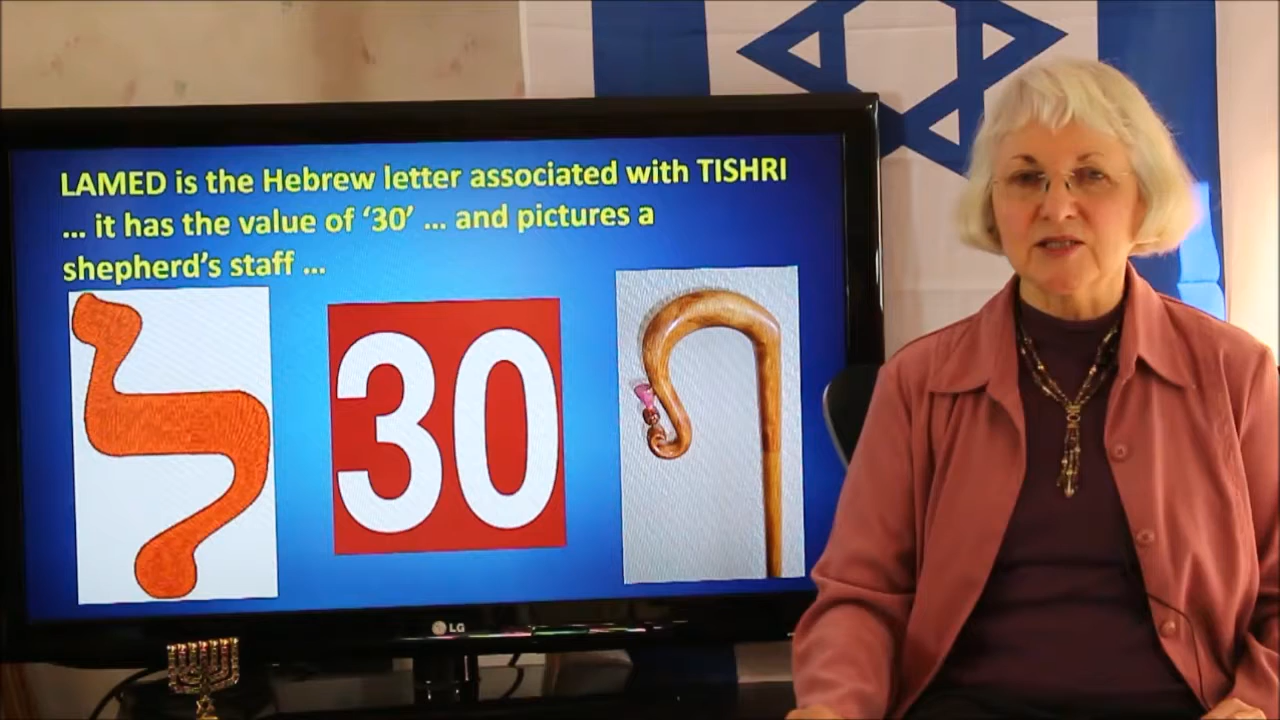 LAMED is the Hebrew letter associated with TISHRI
... it has the value of ‘30’ ... and pictures a
shepherd’s staff ...
ל
30
LG